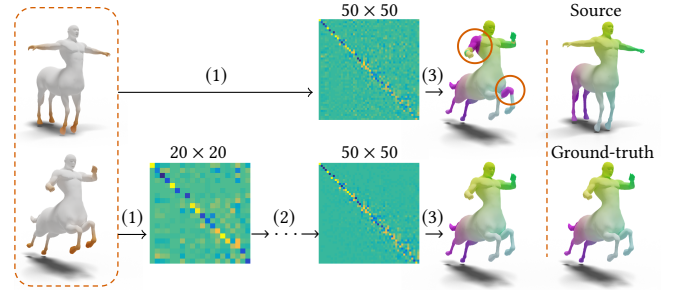 50 × 50
Source
(1)
(3)
20 × 20
50 × 50
Ground-truth
(1)
(2)
· · ·
(3)